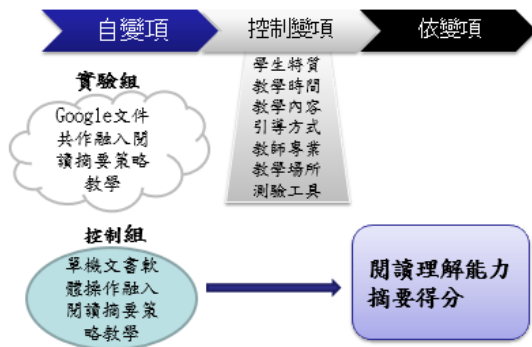 自變項
控制變項
依變項
實驗組
Google文件
共作融入閱
讀摘要策略
教學
學生特質
教學時間
教學內容
引導方式
教師專業
教學場所
測驗工具
控制組
單機文書軟
體操作融入
閱讀摘要策
略教學
閱讀理解能力
摘要得分